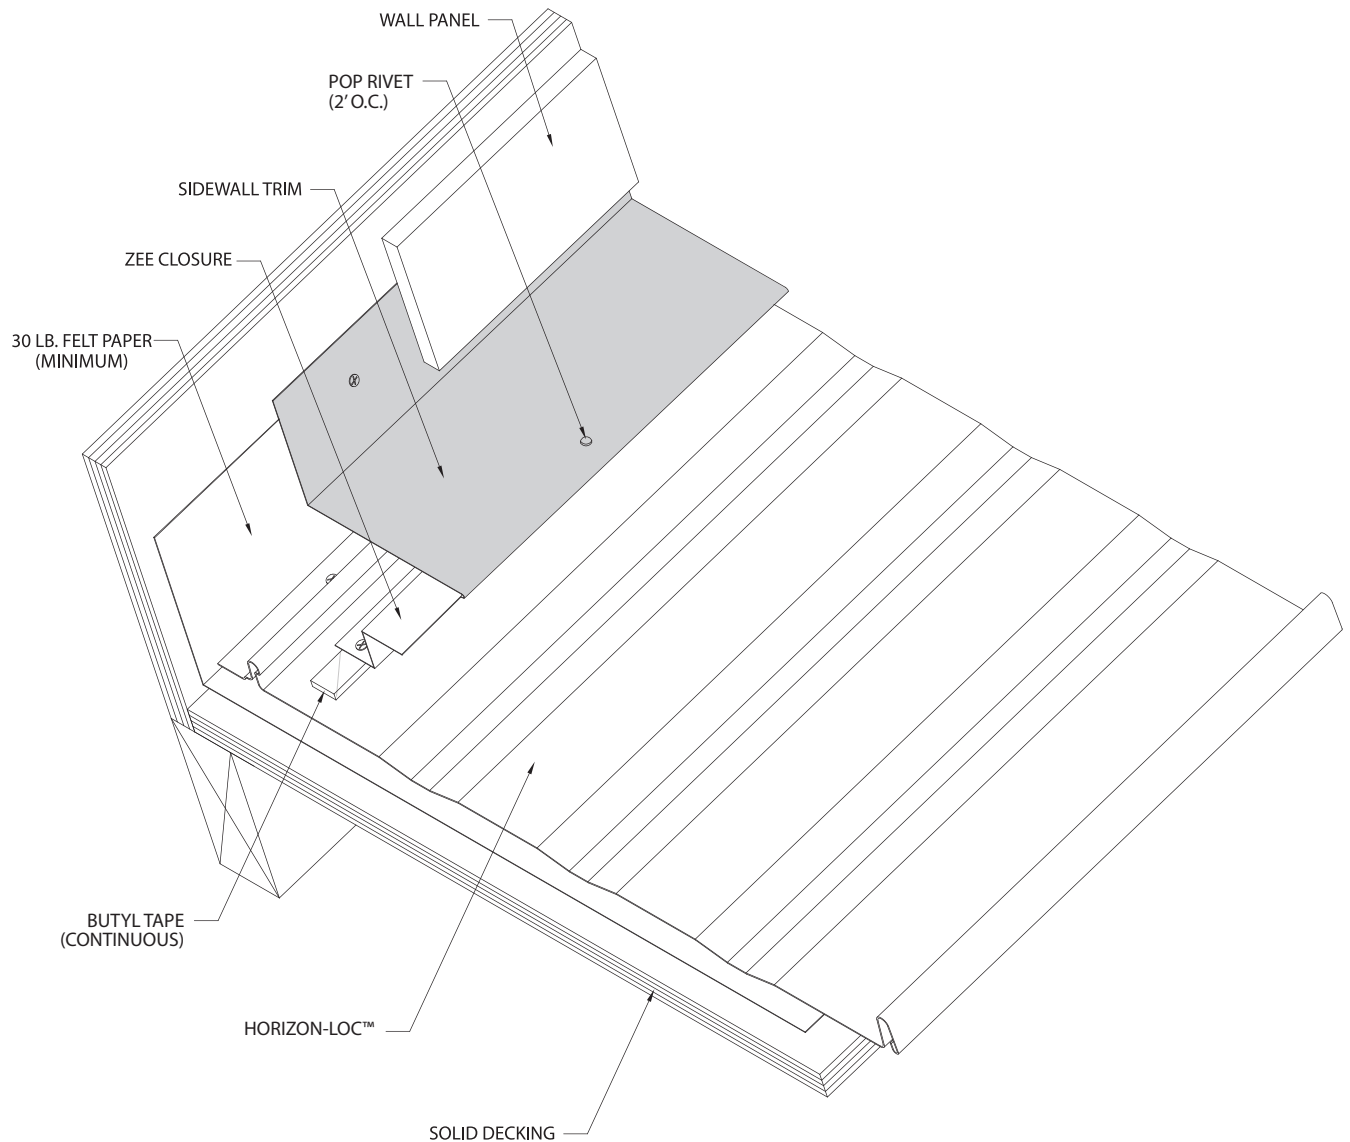 WALL PANEL
POP RIVET
(2' O.C.)
SIDEWALL TRIM
ZEE CLOSURE
30 LB. FELT PAPER
(MINIMUM)
BUTYL TAPE
(CONTINUOUS)
HORIZON-LOC™
SOLID DECKING